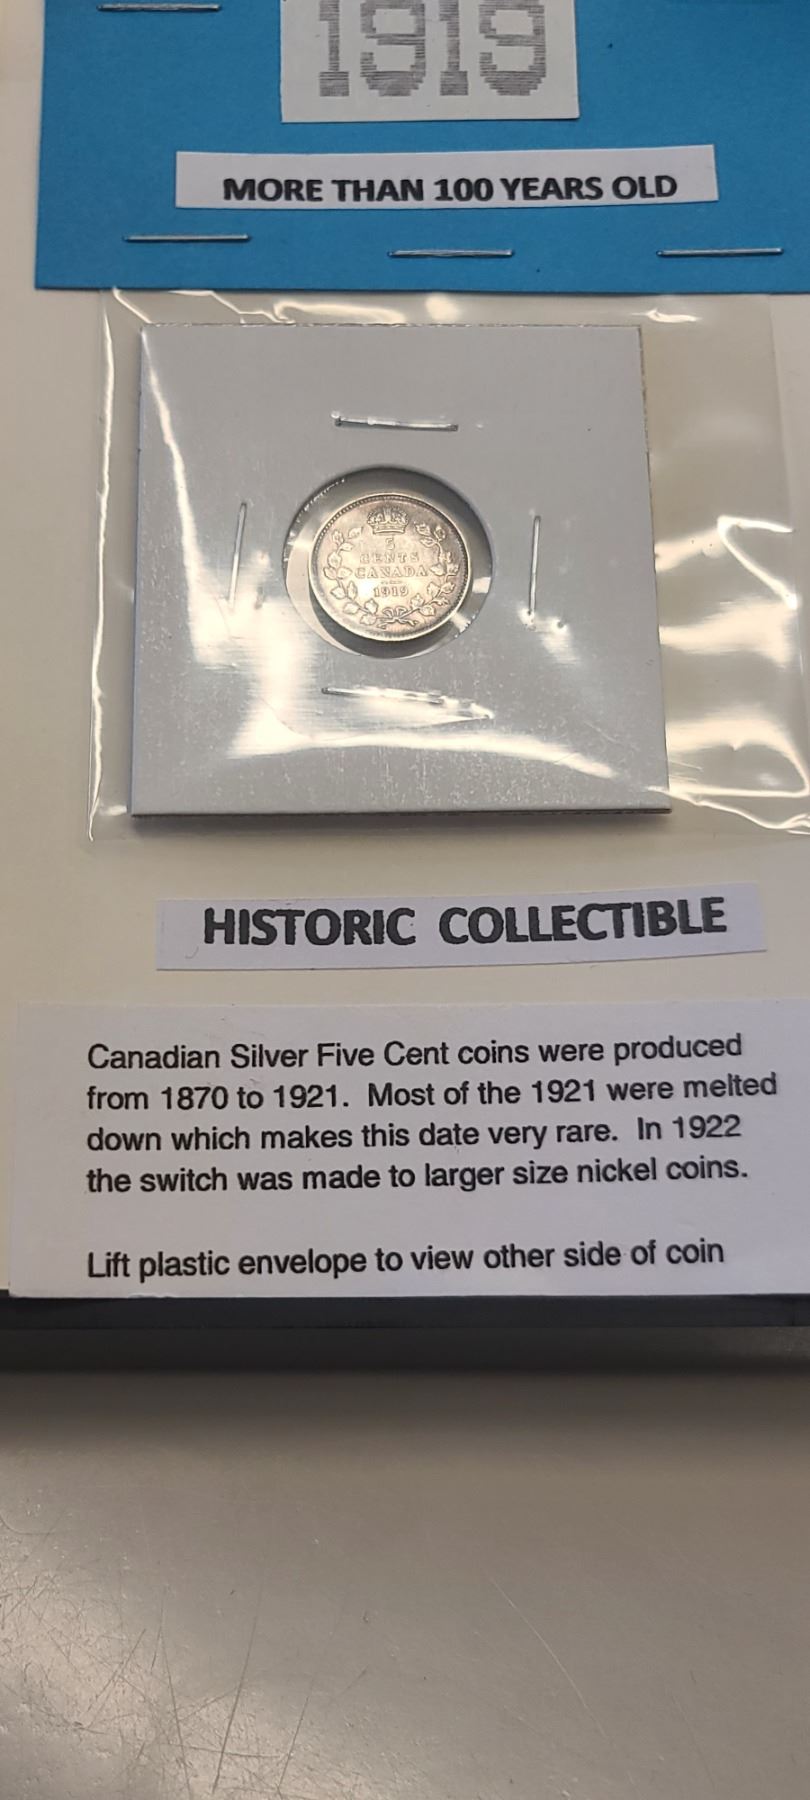 1919
MORE THAN 100 YEARS OLD
5
CENTS
CANADA
1919
HISTORIC COLLECTIBLE
Canadian Silver Five Cent coins were produced
from 1870 to 1921. Most of the 1921 were melted
down which makes this date very rare. In 1922
the switch was made to larger size nickel coins.
Lift plastic envelope to view other side of coin